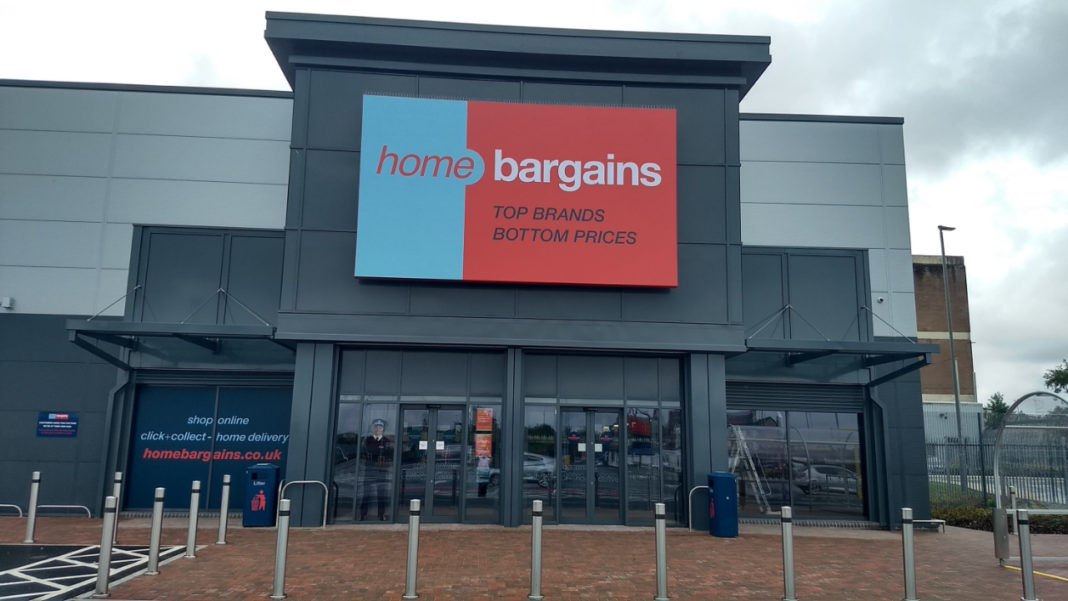 home bargains
TOP BRANDS
BOTTOM PRICES
shop online
click+collect - home delivery
homebargains.co.uk
Litter